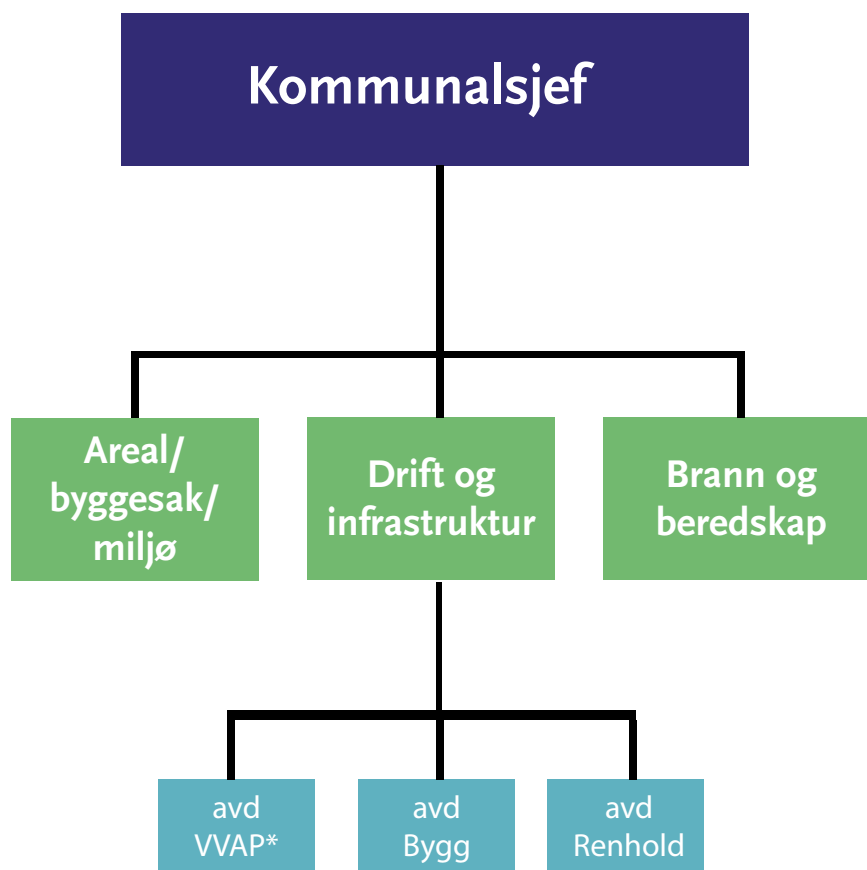 Kommunalsjef
Areal/
byggesak/
miljø
Drift og
infrastruktur
Brann og
beredskap
avd
VVAP*
avd
Bygg
avd
Renhold